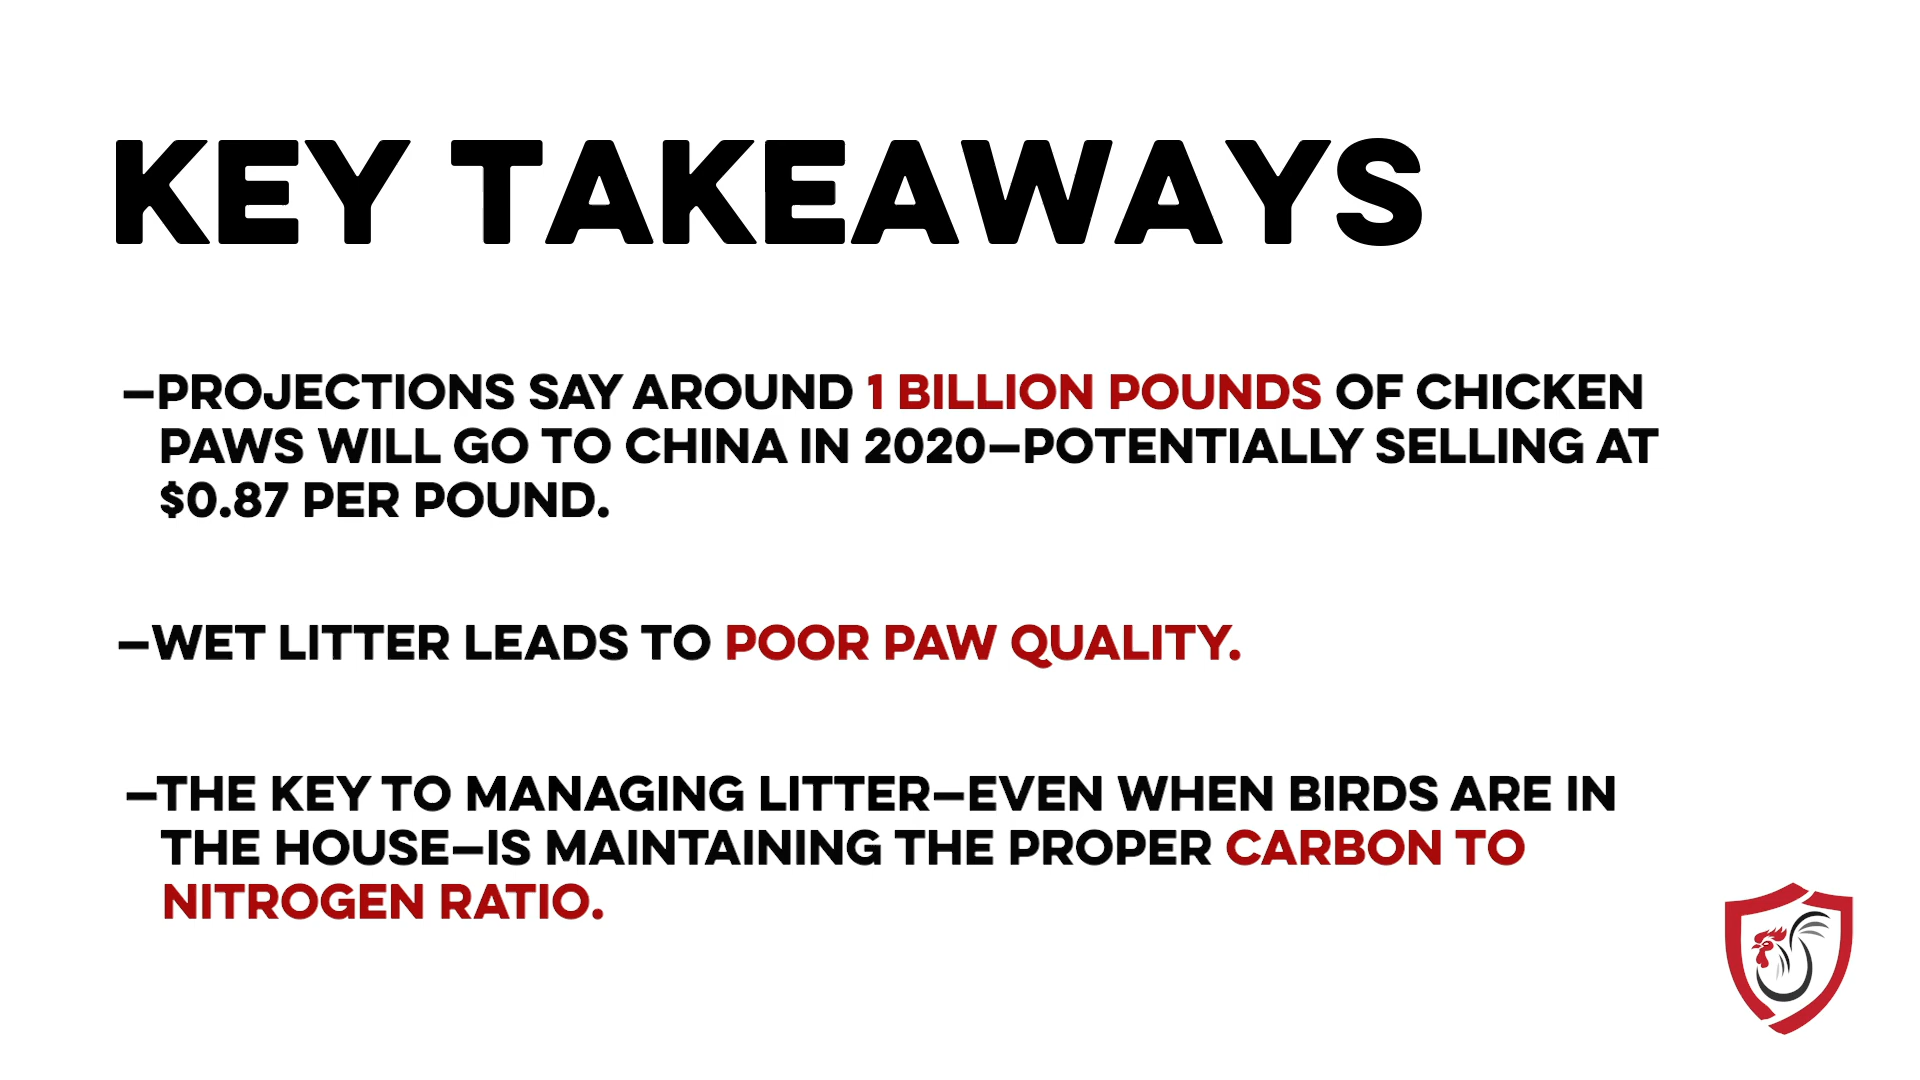 KEY TAKEAWAYS
–PROJECTIONS SAY AROUND 1 BILLION POUNDS OF CHICKEN
PAWS WILL GO TO CHINA IN 2020–POTENTIALLY SELLING AT
$0.87 PER POUND.
–WET LITTER LEADS TO POOR PAW QUALITY.
–THE KEY TO MANAGING LITTER–EVEN WHEN BIRDS ARE IN
THE HOUSE–IS MAINTAINING THE PROPER CARBON TO
NITROGEN RATIO.